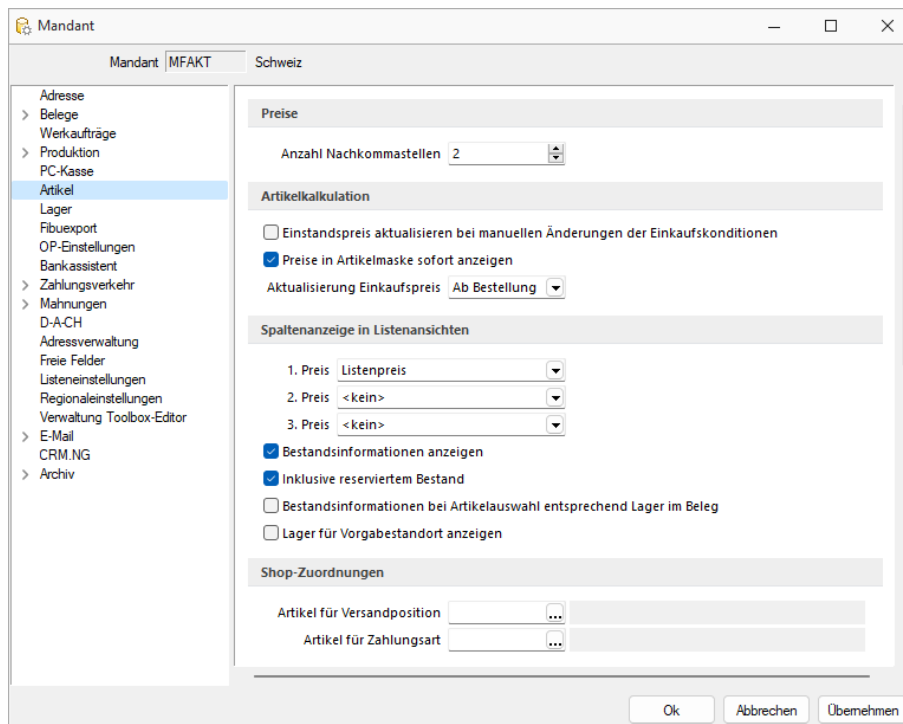 Mandant
Mandant MFAKT Schweiz
Adresse
Belege
Werkaufträge
Produktion
PC-Kasse
Artikel
Lager
Fibuexport
OP-Einstellungen
Bankassistent
Zahlungsverkehr
Mahnungen
D-A-CH
Adressverwaltung
Freie Felder
Listeneinstellungen
Regionaleinstellungen
Verwaltung Toolbox-Editor
E-Mail
CRM.NG
Archiv
Preise
Anzahl Nachkommastellen 2
Artikelkalkulation
Einstandspreis aktualisieren bei manuellen Änderungen der Einkaufskonditionen
Preise in Artikelmaske sofort anzeigen
Aktualisierung Einkaufspreis Ab Bestellung
Spaltenanzeige in Listenansichten
1. Preis Listenpreis
2. Preis <kein>
3. Preis <kein>
Bestandsinformationen anzeigen
Inklusive reserviertem Bestand
Bestandsinformationen bei Artikelauswahl entsprechend Lager im Beleg
Lager für Vorgabestandort anzeigen
Shop-Zuordnungen
Artikel für Versandposition ...
Artikel für Zahlungsart ...
Ok Abbrechen Übernehmen